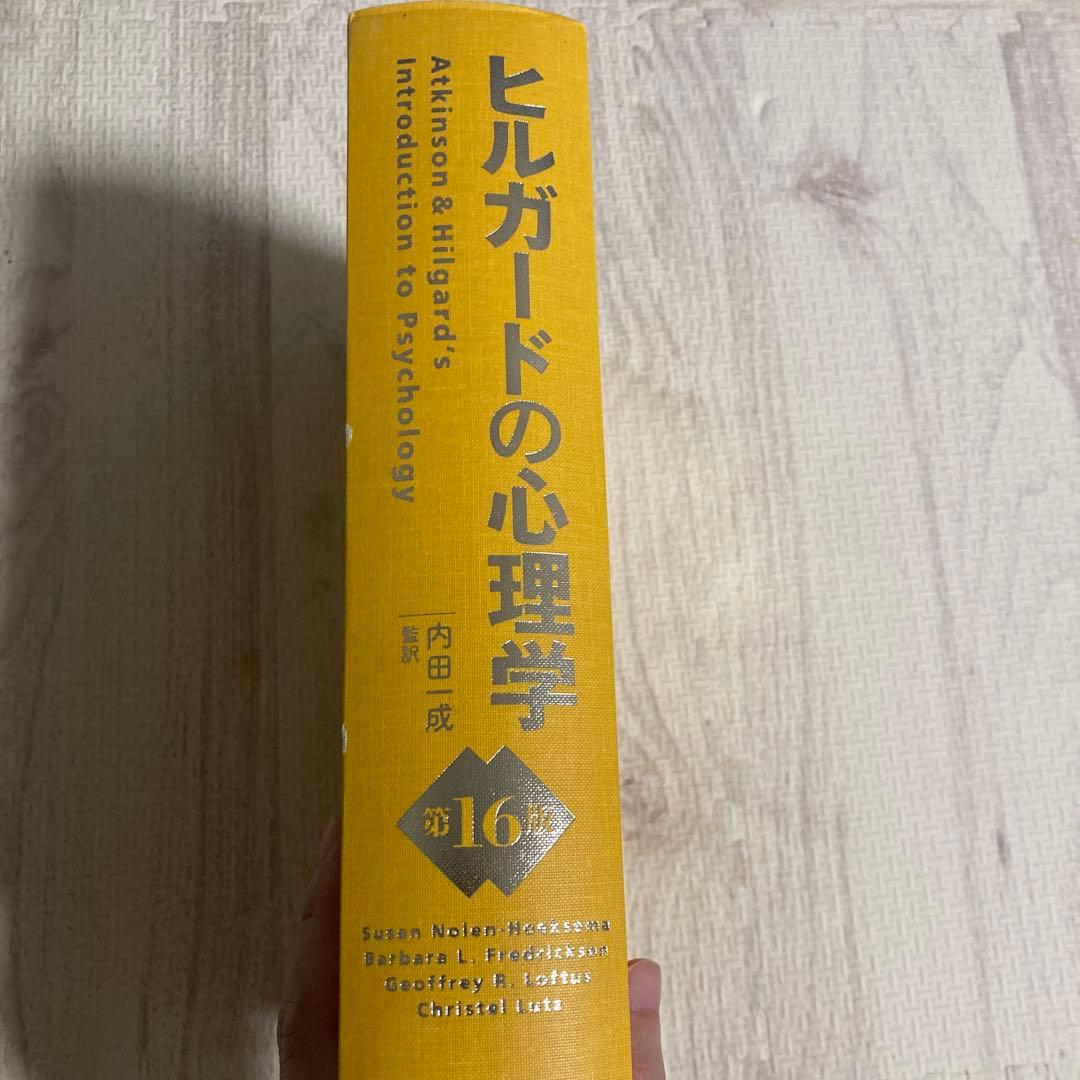 ヒルガードの心理学
Atkinson & Hilgard's
Introduction to Psychology
内田一成
監訳
第16版
Susan Nolen-Hoeksema
Barbara L. Fredrickson
Geoffrey R. Loftus
Christel Lutz